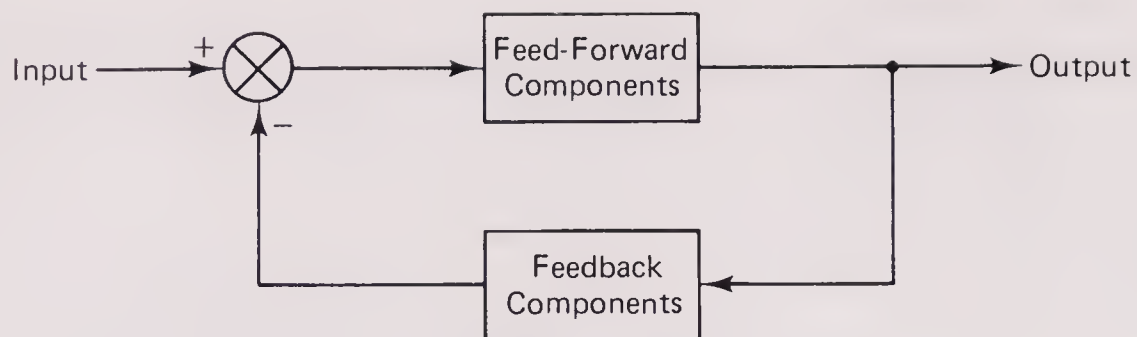 Input
+
−
Feed-Forward
Components
Output
Feedback
Components